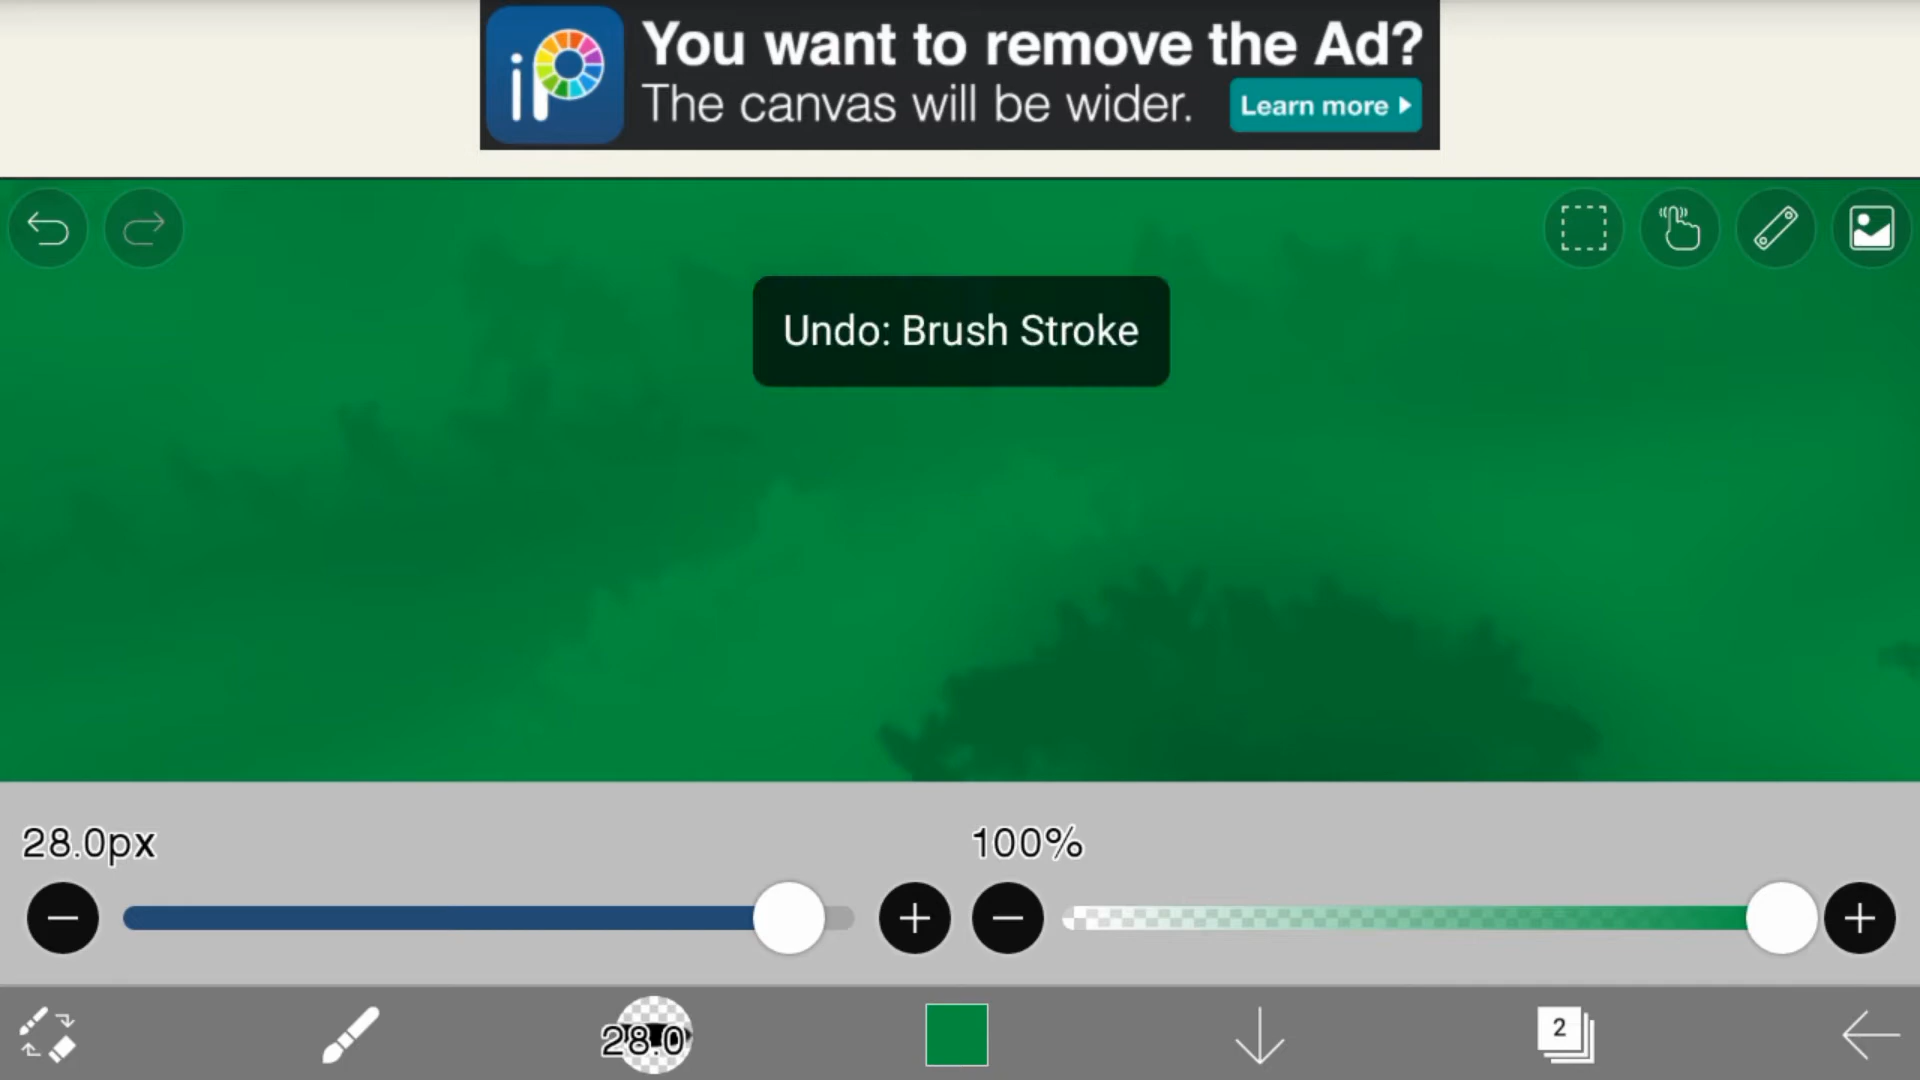 iP
You want to remove the Ad?
The canvas will be wider.
Learn more
Undo: Brush Stroke
28.0px
100%
28.0
2